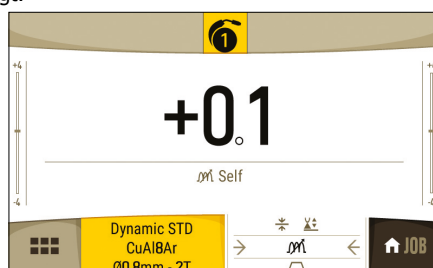 1
+4
+0.1
Self
-4
Dynamic STD
CuAl8Ar
Ø0.8mm - 2T
JOB